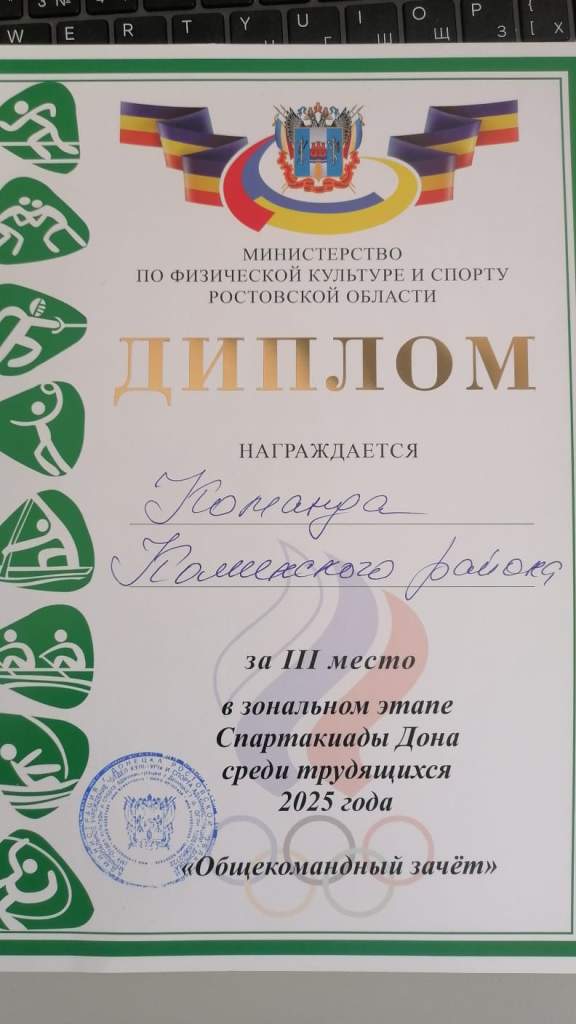 W E R T Y U I O P
Г Ш Щ З Х
МИНИСТЕРСТВО
ПО ФИЗИЧЕСКОЙ КУЛЬТУРЕ И СПОРТУ
РОСТОВСКОЙ ОБЛАСТИ
ДИПЛОМ
НАГРАЖДАЕТСЯ
Команда
Каменского района
за III место
в зональном этапе
Спартакиады Дона
среди трудящихся
2025 года
«Общекомандный зачёт»